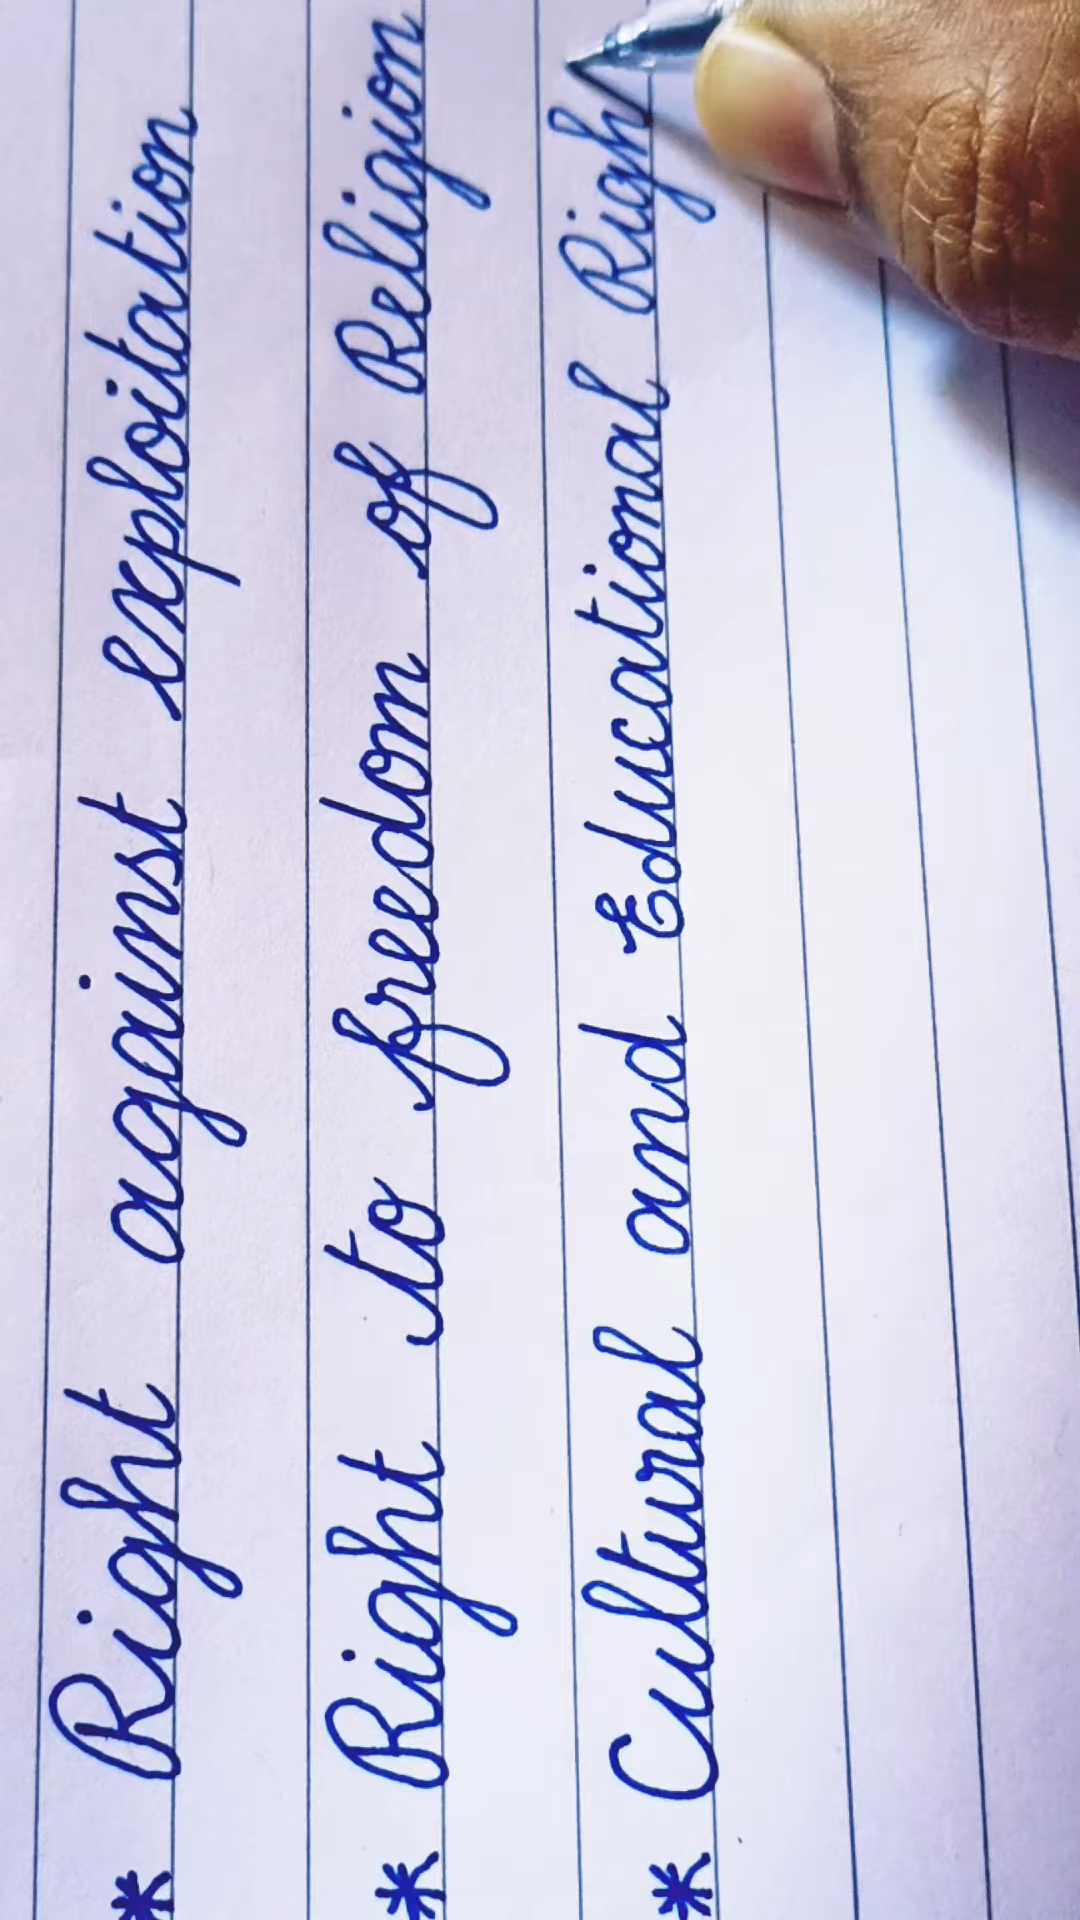 * Right against exploitation
* Right to freedom of Religion
* Cultural and Educational Righ